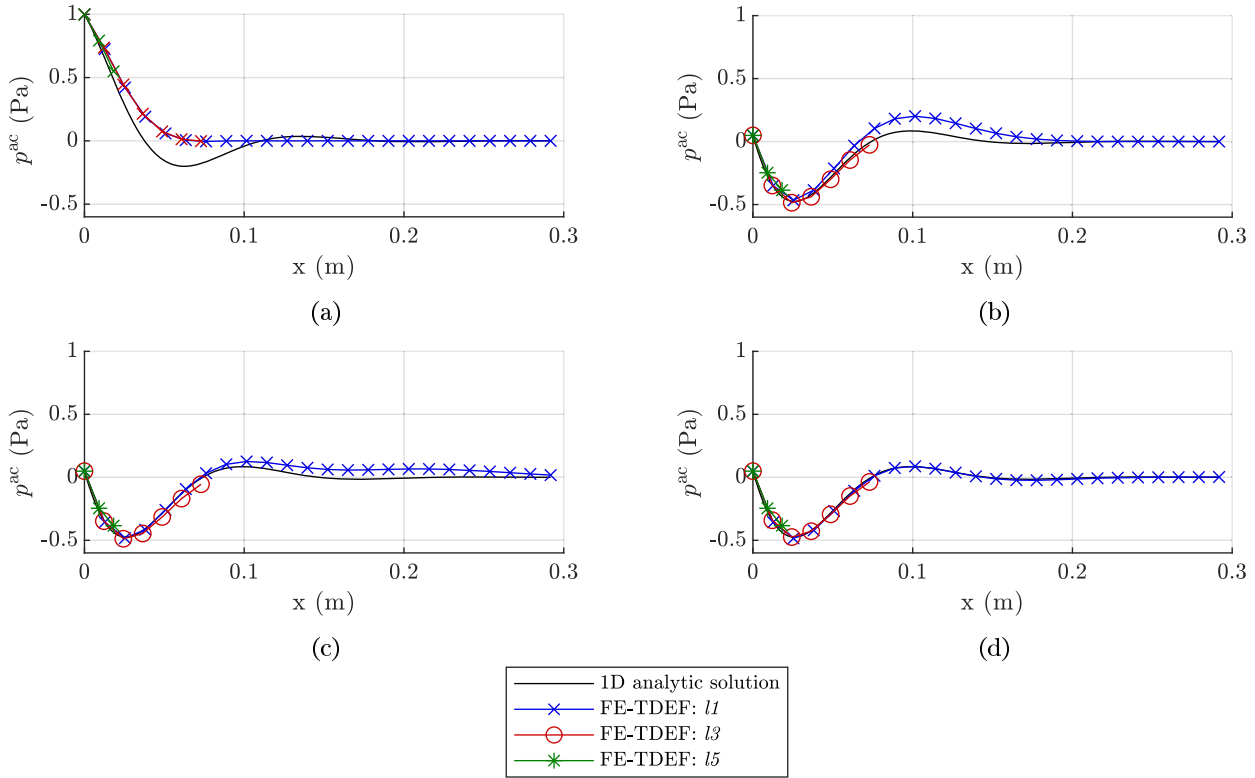 1
0.5
0
-0.5
p^ac (Pa)
0
0.1
0.2
0.3
x (m)
(a)
1
0.5
0
-0.5
p^ac (Pa)
0
0.1
0.2
0.3
x (m)
(b)
1
0.5
0
-0.5
p^ac (Pa)
0
0.1
0.2
0.3
x (m)
(c)
1
0.5
0
-0.5
p^ac (Pa)
0
0.1
0.2
0.3
x (m)
(d)
1D analytic solution
FE-TDEF: l1
FE-TDEF: l3
FE-TDEF: l5